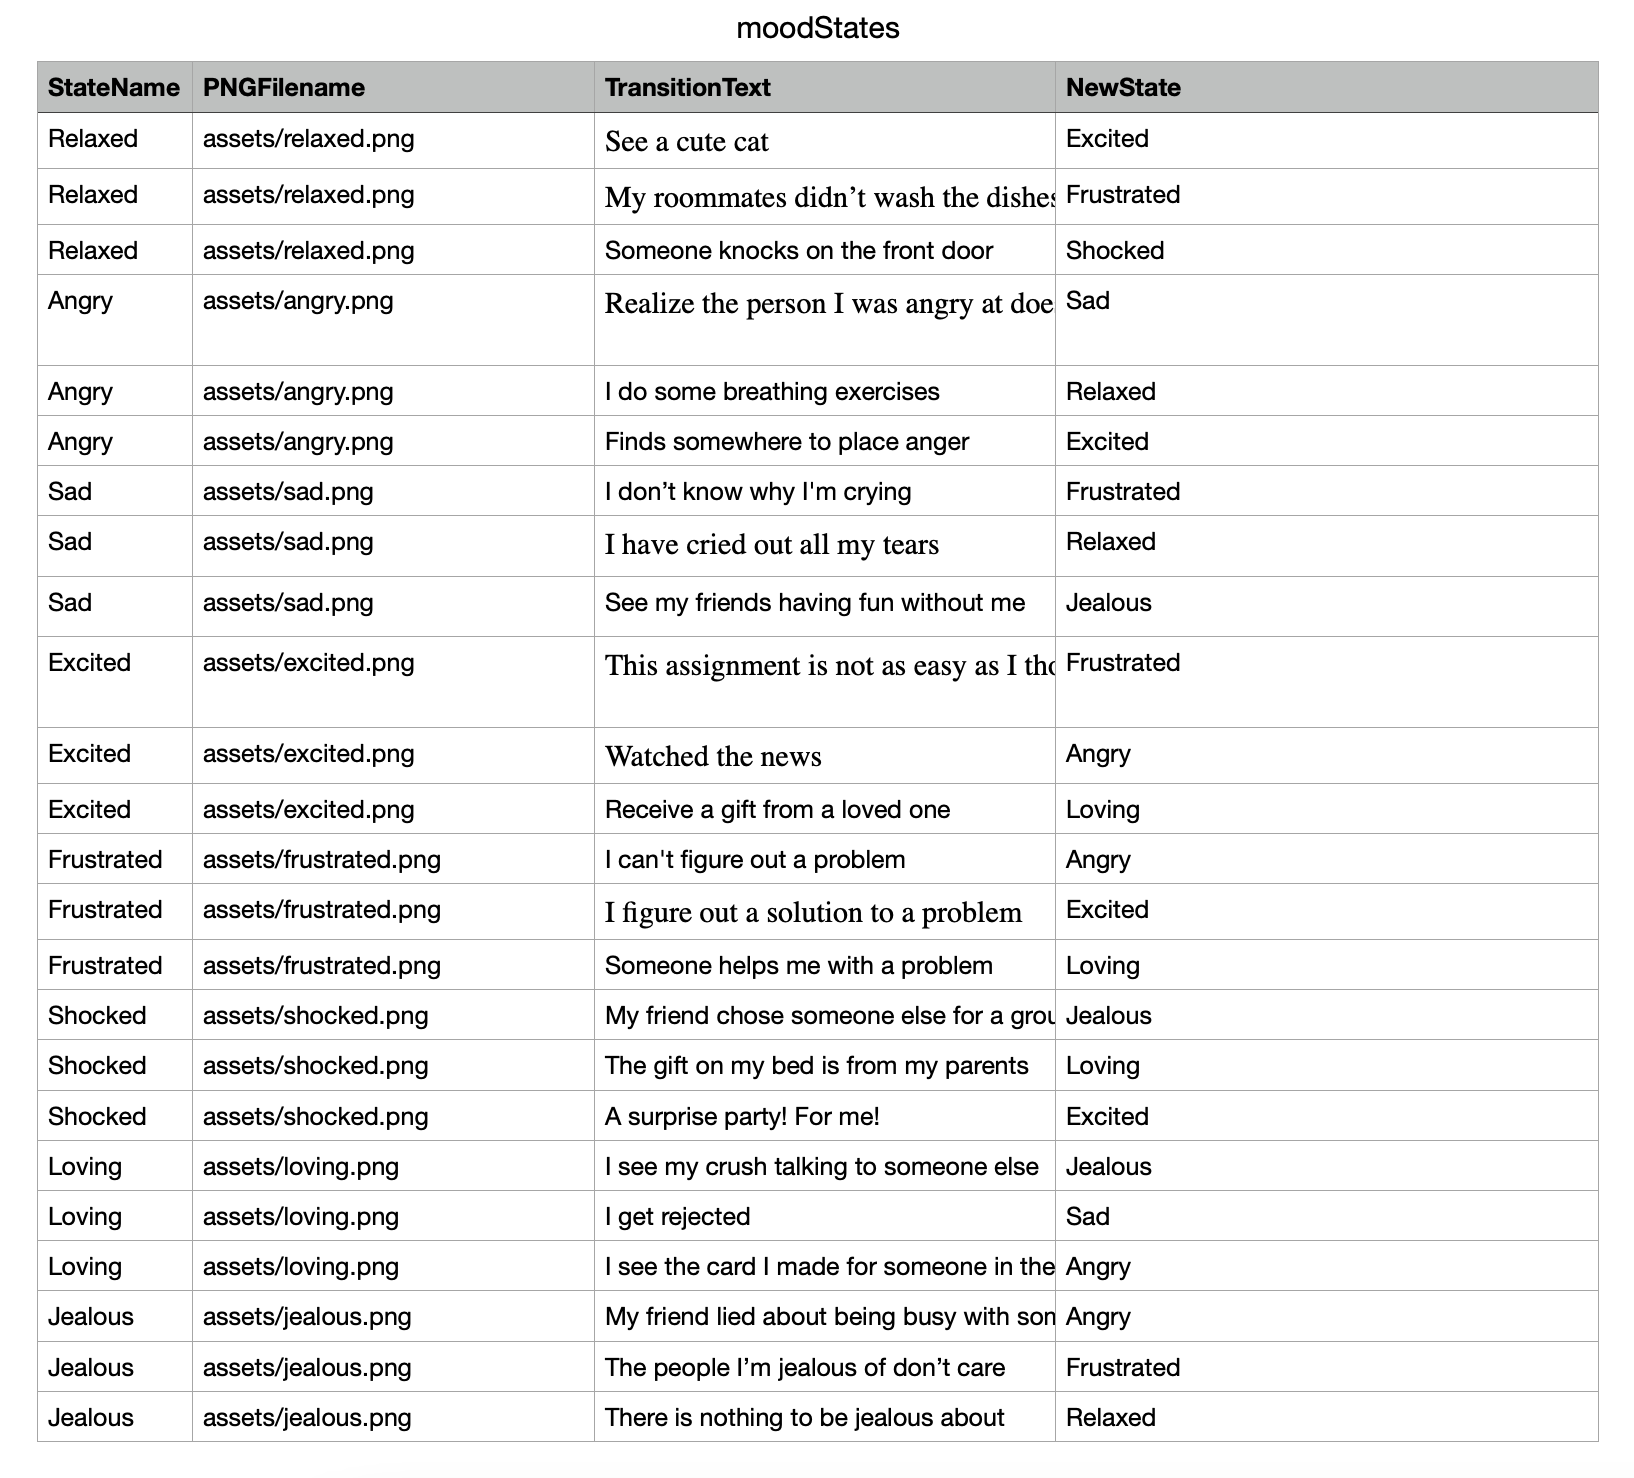 moodStates
StateName PNGFilename TransitionText NewState
Relaxed assets/relaxed.png See a cute cat Excited
Relaxed assets/relaxed.png My roommates didn’t wash the dishes Frustrated
Relaxed assets/relaxed.png Someone knocks on the front door Shocked
Angry assets/angry.png Realize the person I was angry at doe Sad
Angry assets/angry.png I do some breathing exercises Relaxed
Angry assets/angry.png Finds somewhere to place anger Excited
Sad assets/sad.png I don’t know why I'm crying Frustrated
Sad assets/sad.png I have cried out all my tears Relaxed
Sad assets/sad.png See my friends having fun without me Jealous
Excited assets/excited.png This assignment is not as easy as I Frustrated
Excited assets/excited.png Watched the news Angry
Excited assets/excited.png Receive a gift from a loved one Loving
Frustrated assets/frustrated.png I can't figure out a problem Angry
Frustrated assets/frustrated.png I figure out a solution to a problem Excited
Frustrated assets/frustrated.png Someone helps me with a problem Loving
Shocked assets/shocked.png My friend chose someone else for a Jealous
Shocked assets/shocked.png The gift on my bed is from my parents Loving
Shocked assets/shocked.png A surprise party! For me! Excited
Loving assets/loving.png I see my crush talking to someone else Jealous
Loving assets/loving.png I get rejected Sad
Loving assets/loving.png I see the card I made for someone in the Angry
Jealous assets/jealous.png My friend lied about being busy with Angry
Jealous assets/jealous.png The people I’m jealous of don’t care Frustrated
Jealous assets/jealous.png There is nothing to be jealous about Relaxed